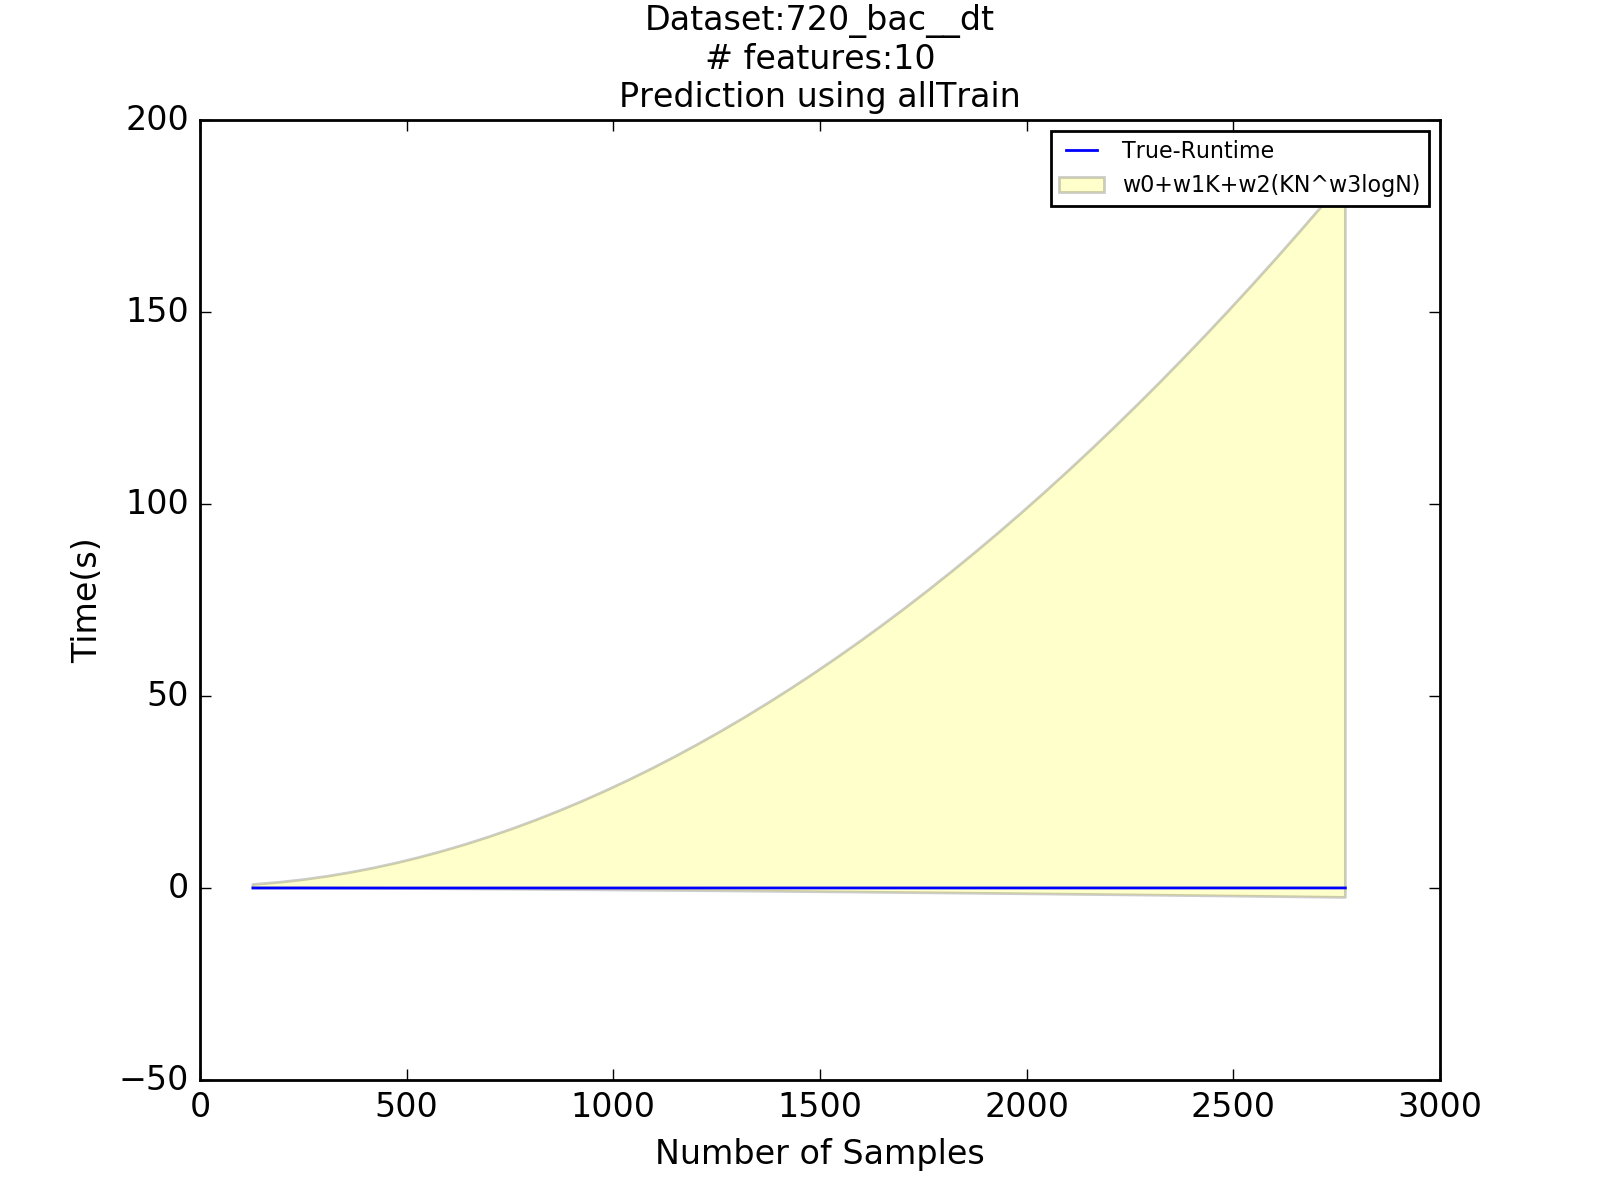 Dataset:720_bac__dt
# features:10
Prediction using allTrain
200
150
100
50
0
−50
Time(s)
True-Runtime
w0+w1K+w2(KN^w3logN)
0 500 1000 1500 2000 2500 3000
Number of Samples